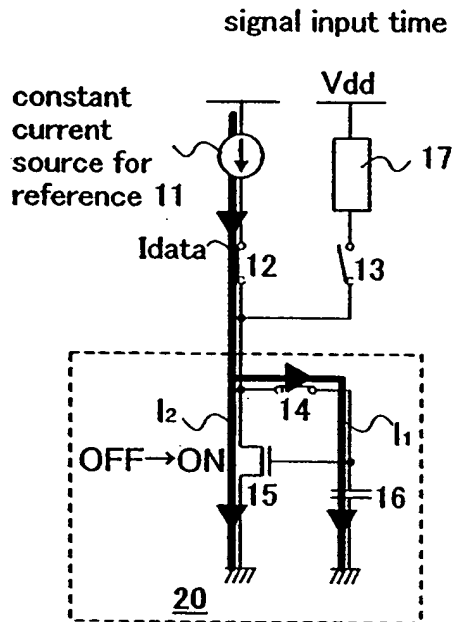 signal input time
constant
current
source for
reference 11
Vdd
17
Idata
12
13
I2
14
I1
OFF→ON
15
16
20